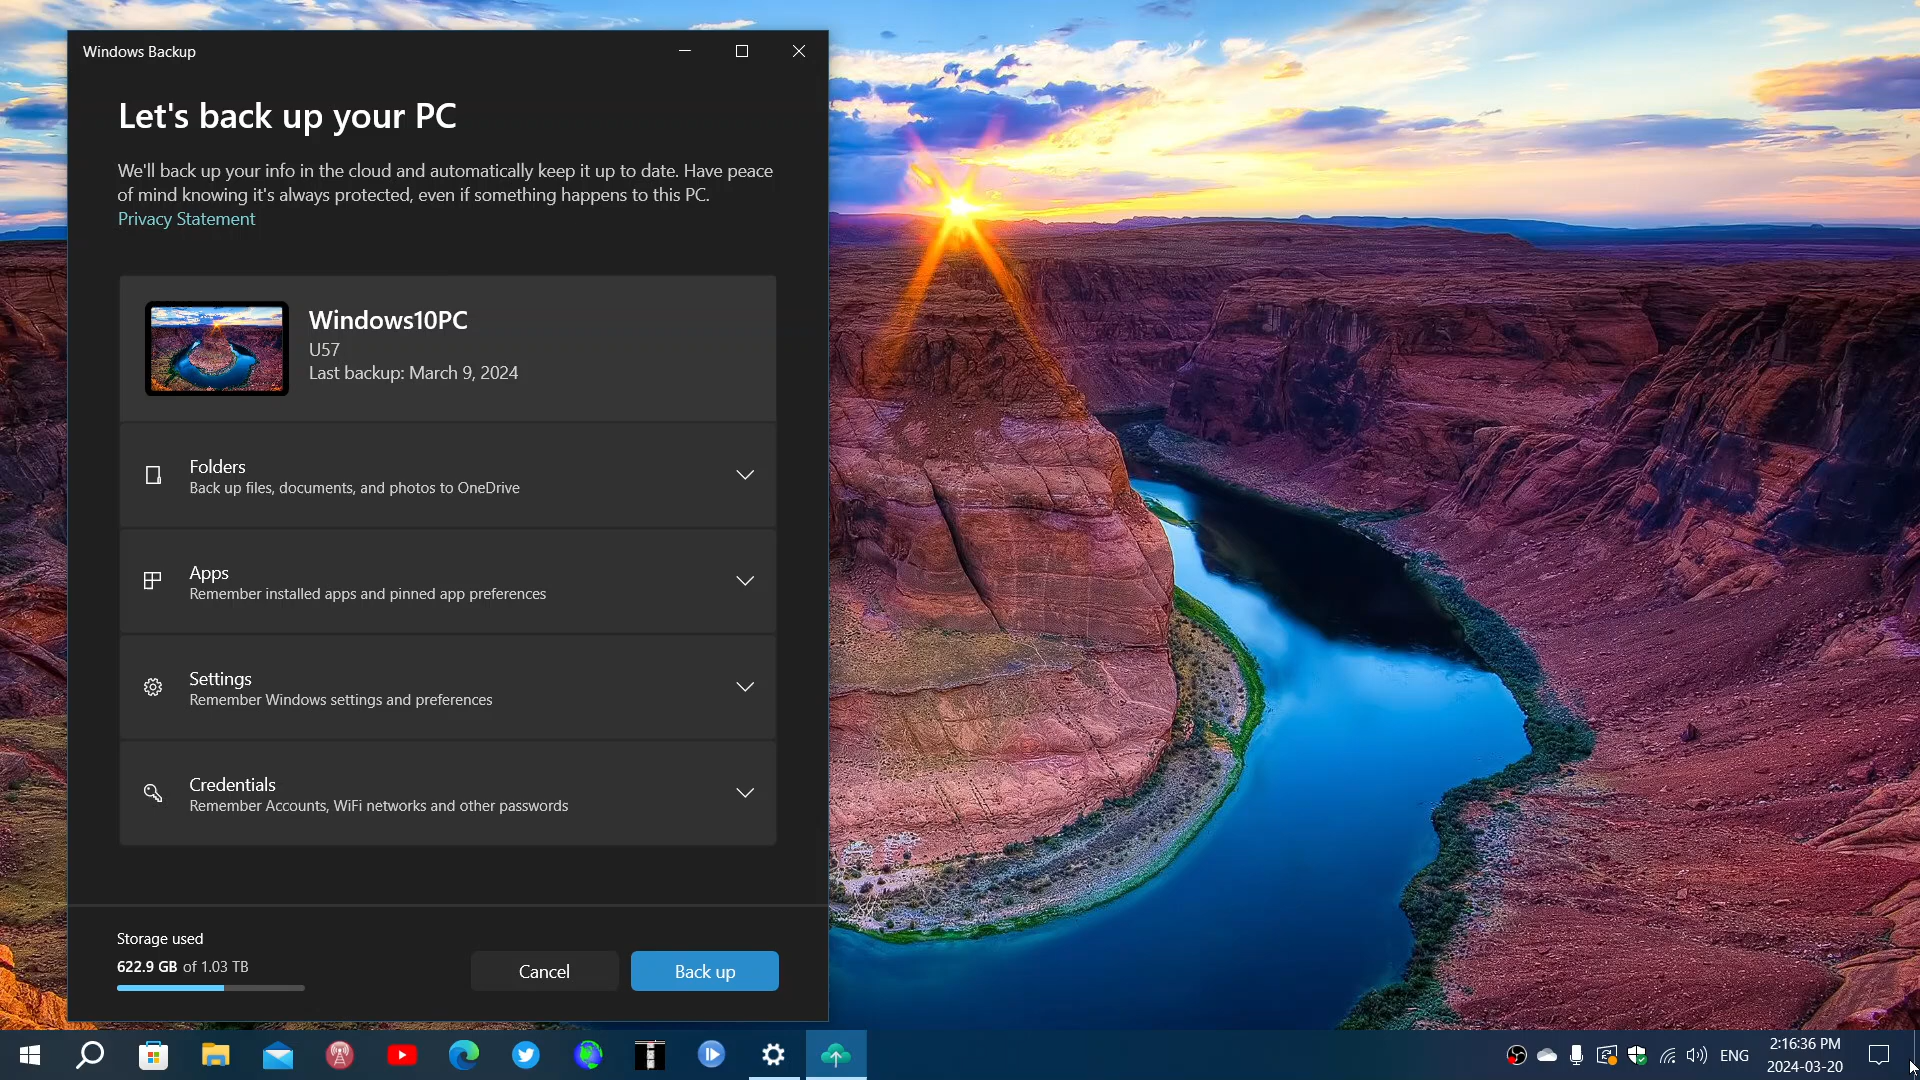 Windows Backup
Let's back up your PC
We'll back up your info in the cloud and automatically keep it up to date. Have peace
of mind knowing it's always protected, even if something happens to this PC.
Privacy Statement
Windows10PC
U57
Last backup: March 9, 2024
Folders
Back up files, documents, and photos to OneDrive
Apps
Remember installed apps and pinned app preferences
Settings
Remember Windows settings and preferences
Credentials
Remember Accounts, WiFi networks and other passwords
Storage used
622.9 GB of 1.03 TB
Cancel
Back up
ENG
2:16:36 PM
2024-03-20